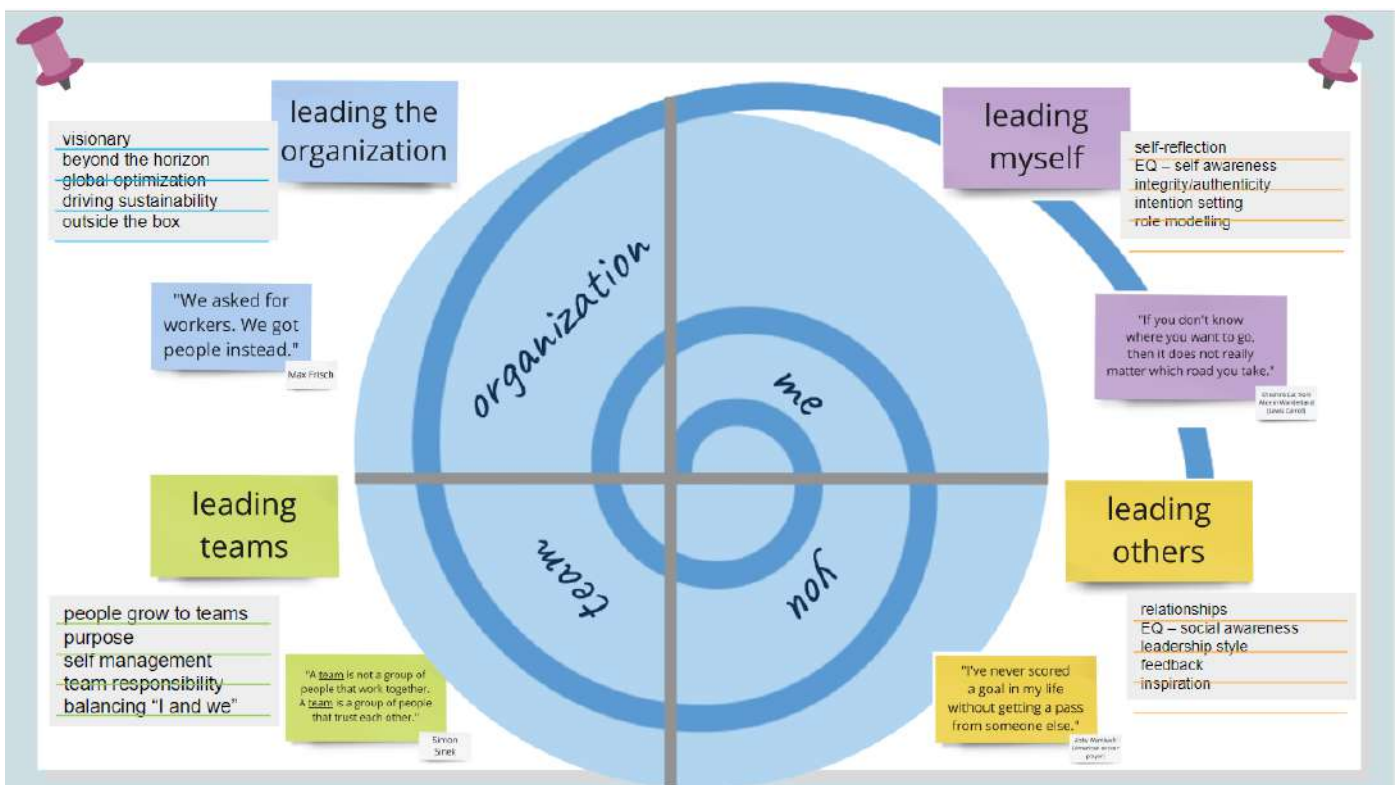 leading the
organization
visionary
beyond the horizon
global optimization
driving sustainability
outside the box
"We asked for
workers. We got
people instead."
Max Frisch
leading
myself
self-reflection
EQ – self awareness
integrity/authenticity
intention setting
role modelling
"If you don't know
where you want to go,
then it does not really
matter which road you take."
Alice in Wonderland
organization
me
team
you
leading
teams
people grow to teams
purpose
self management
team responsibility
balancing "I and we"
"A team is not a group of
people that work together.
A team is a group of people
that trust each other."
Simon
Sinek
leading
others
relationships
EQ – social awareness
leadership style
feedback
inspiration
"I've never scored
a goal in my life
without getting a pass
from someone else."
player)